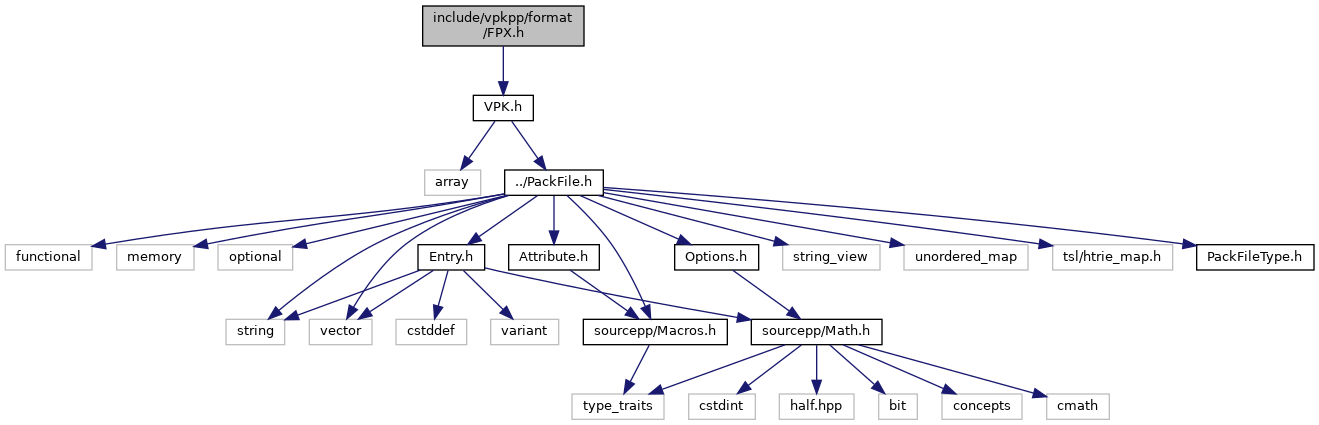 include/vpkpp/format
/FPX.h
VPK.h
array
../PackFile.h
functional
memory
optional
Entry.h
Attribute.h
Options.h
string_view
unordered_map
tsl/htrie_map.h
PackFileType.h
string
vector
cstddef
variant
sourcepp/Macros.h
sourcepp/Math.h
type_traits
cstdint
half.hpp
bit
concepts
cmath